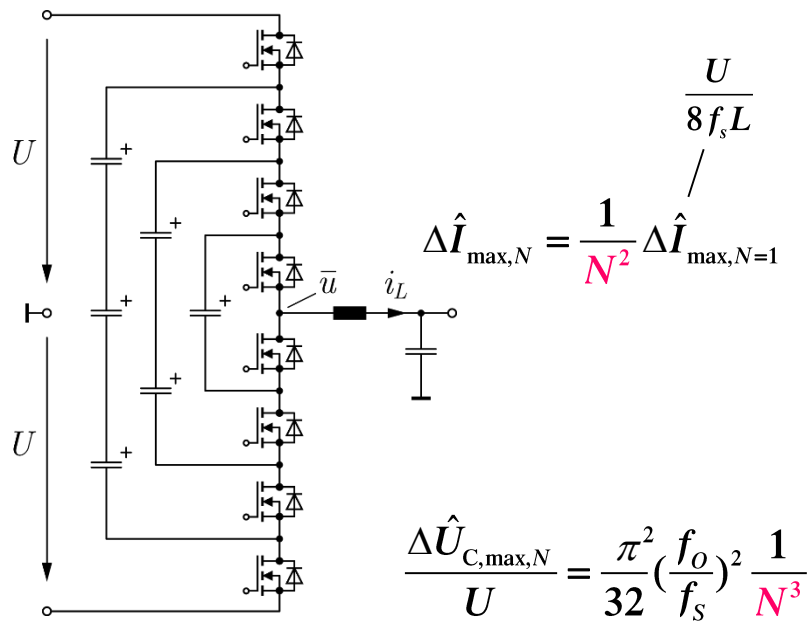 U
U
+
+
+
+
+
+
U
ū
i_L
U / 8 f_s L
ΔÎ_max,N = 1/N² ΔÎ_max,N=1
ΔÛ_C,max,N / U = π²/32 (f_O/f_S)² 1/N³